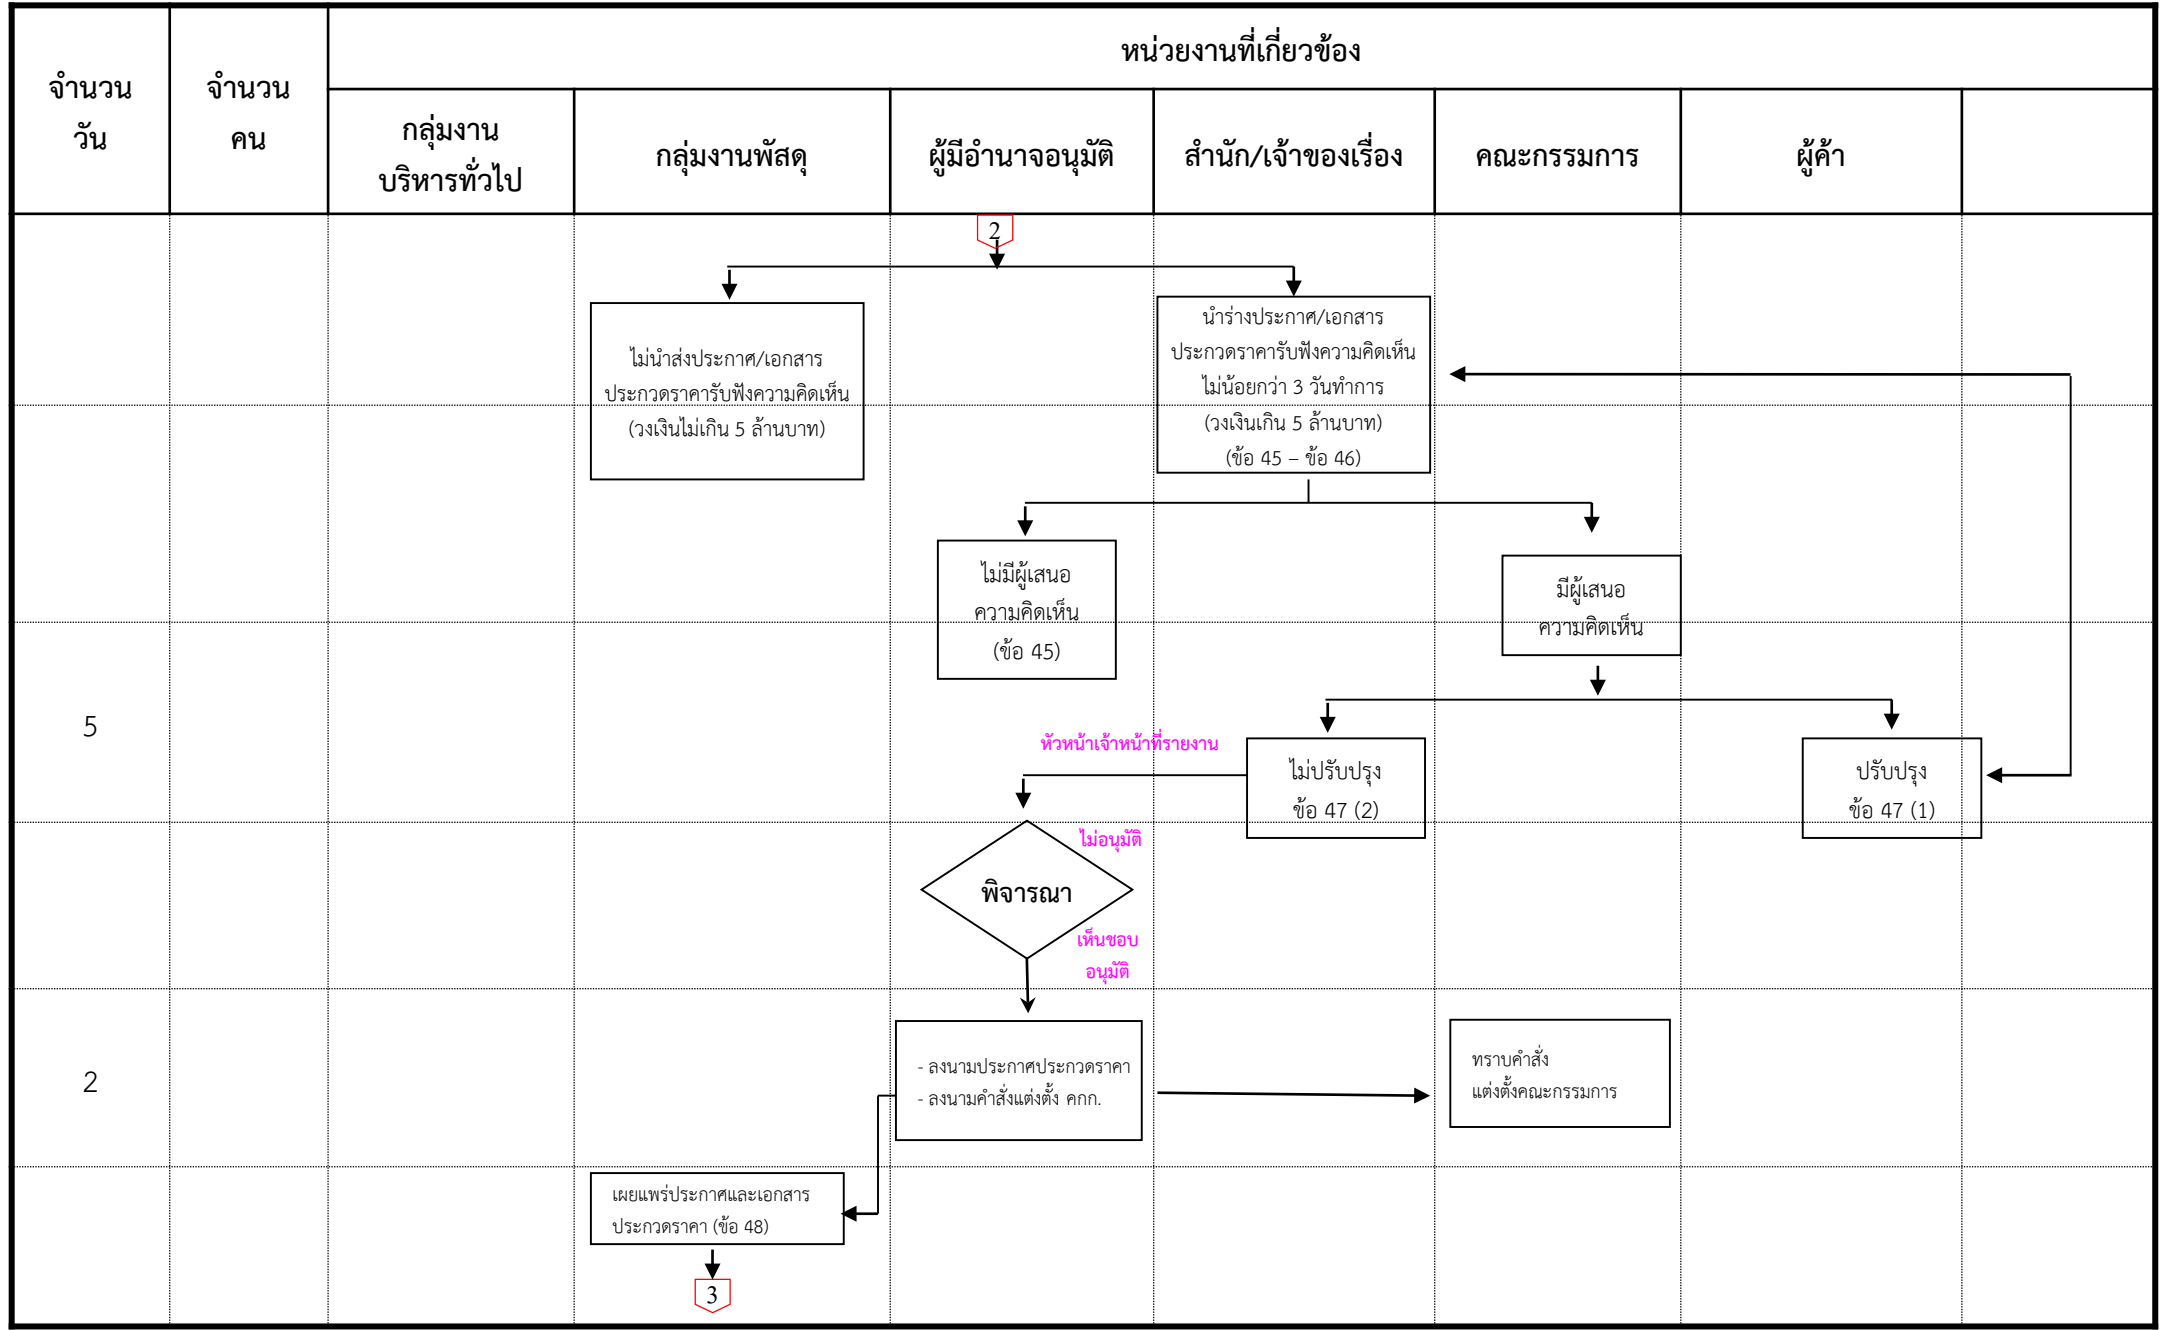 จำนวน
วัน
จำนวน
คน
หน่วยงานที่เกี่ยวข้อง
กลุ่มงาน
บริหารทั่วไป
กลุ่มงานพัสดุ
ผู้มีอำนาจอนุมัติ
สำนัก/เจ้าของเรื่อง
คณะกรรมการ
ผู้ค้า
2
ไม่นำส่งประกาศ/เอกสาร
ประกวดราคารับฟังความคิดเห็น
(วงเงินไม่เกิน 5 ล้านบาท)
นำร่างประกาศ/เอกสาร
ประกวดราคารับฟังความคิดเห็น
ไม่น้อยกว่า 3 วันทำการ
(วงเงินเกิน 5 ล้านบาท)
(ข้อ 45 – ข้อ 46)
ไม่มีผู้เสนอ
ความคิดเห็น
(ข้อ 45)
มีผู้เสนอ
ความคิดเห็น
5
หัวหน้าเจ้าหน้าที่รายงาน
ไม่ปรับปรุง
ข้อ 47 (2)
ปรับปรุง
ข้อ 47 (1)
ไม่อนุมัติ
พิจารณา
เห็นชอบ
อนุมัติ
2
- ลงนามประกาศประกวดราคา
- ลงนามคำสั่งแต่งตั้ง คกก.
ทราบคำสั่ง
แต่งตั้งคณะกรรมการ
เผยแพร่ประกาศและเอกสาร
ประกวดราคา (ข้อ 48)
3